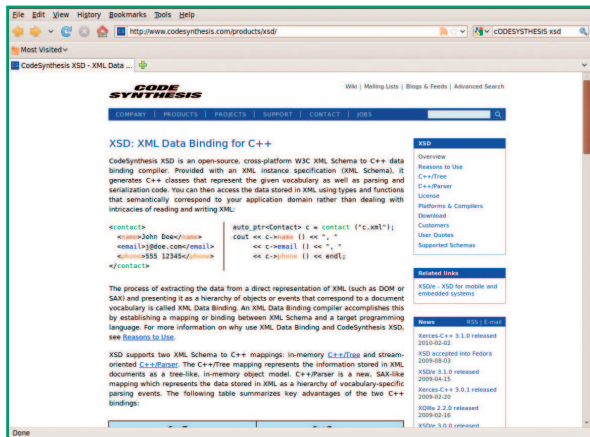 File Edit View History Bookmarks Tools Help
http://www.codesynthesis.com/products/xsd/
cODESYSTHESIS xsd
Most Visited
CodeSynthesis XSD - XML Data ...
CODE
SYNTHESIS
Wiki | Mailing Lists | Blogs & Feeds | Advanced Search
COMPANY | PRODUCTS | PROJECTS | SUPPORT | CONTACT | JOBS
XSD: XML Data Binding for C++
CodeSynthesis XSD is an open-source, cross-platform W3C XML Schema to C++ data
binding compiler. Provided with an XML instance specification (XML Schema), it
generates C++ classes that represent the given vocabulary as well as parsing and
serialization code. You can then access the data stored in XML using types and functions
that semantically correspond to your application domain rather than dealing with
intricacies of reading and writing XML:
<contact>
<name>John Doe</name>
<email>j@doe.com</email>
<phone>555 12345</phone>
</contact>
auto_ptr<Contact> c = contact ("c.xml");
cout << c->name () << ", "
<< c->email () << ", "
<< c->phone () << endl;
The process of extracting the data from a direct representation of XML (such as DOM or
SAX) and presenting it as a hierarchy of objects or events that correspond to a document
vocabulary is called XML Data Binding. An XML Data Binding compiler accomplishes this
by establishing a mapping or binding between XML Schema and a target programming
language. For more information on why use XML Data Binding and CodeSynthesis XSD,
see Reasons to Use.
XSD supports two XML Schema to C++ mappings: in-memory C++/Tree and stream-
oriented C++/Parser. The C++/Tree mapping represents the information stored in XML
documents as a tree-like, in-memory object model. C++/Parser is a new, SAX-like
mapping which represents the data stored in XML as a hierarchy of vocabulary-specific
parsing events. The following table summarizes key advantages of the two C++
bindings:
XSD
Overview
Reasons to Use
C++/Tree
C++/Parser
License
Platforms & Compilers
Download
Customers
User Quotes
Supported Schemas
Related links
XSD/e - XSD for mobile and
embedded systems
News RSS | E-mail
Xerces-C++ 3.1.0 released
2010-02-02
XSD accepted into Fedora
2009-08-03
XSD/e 3.1.0 released
2009-04-15
Xerces-C++ 3.0.1 released
2009-02-20
XQilla 2.2.0 released
2009-02-16
XSD/e 3.0.0 released
Done